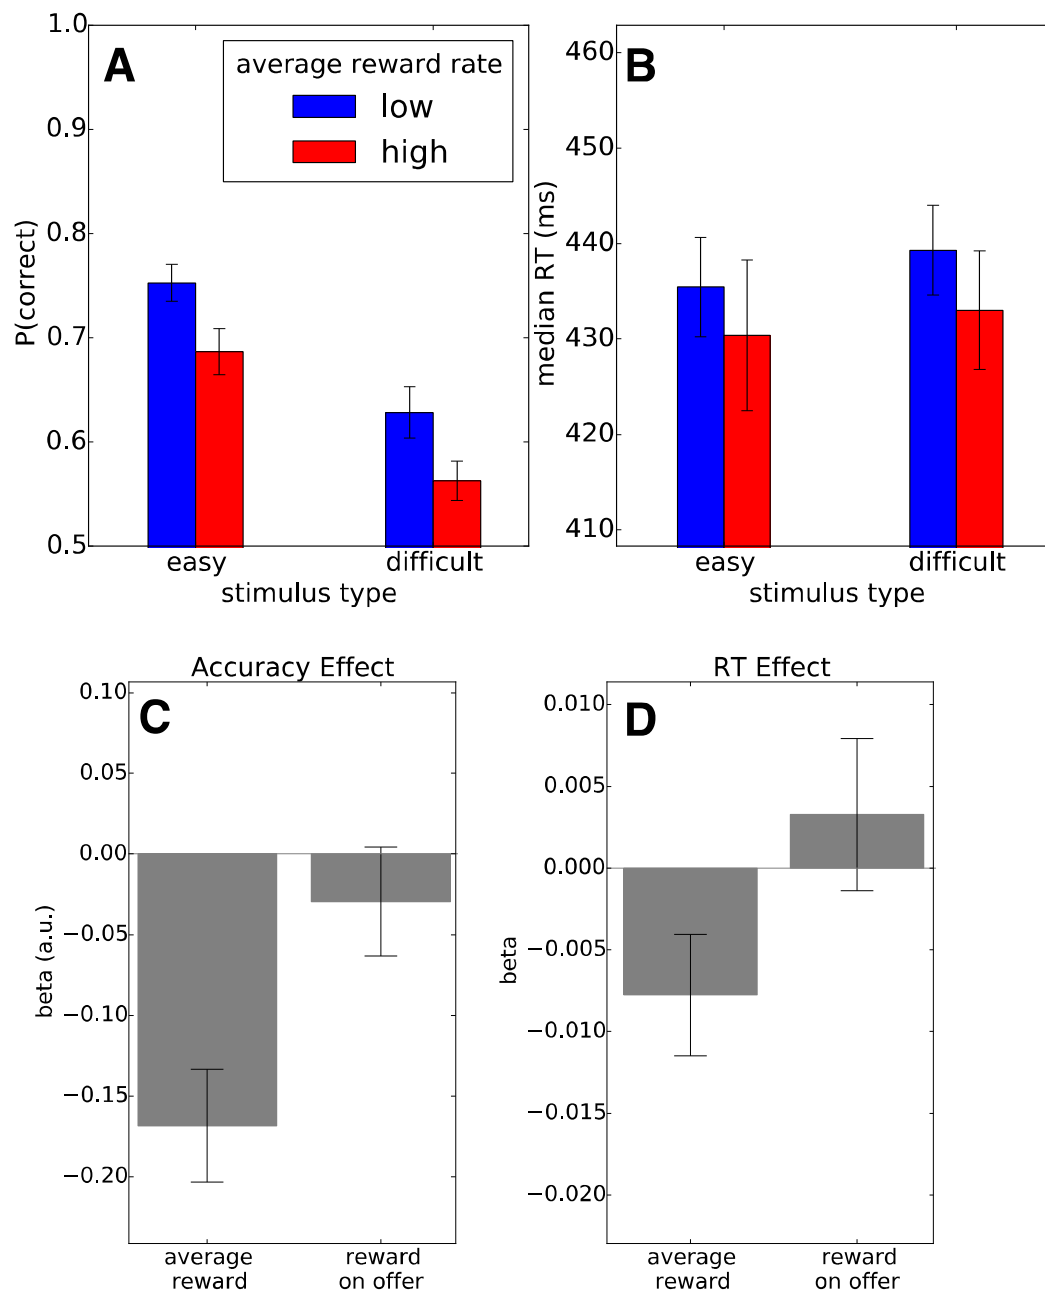 A
average reward rate
low
high
1.0
0.9
0.8
0.7
0.6
0.5
P(correct)
easy
difficult
stimulus type
B
460
450
440
430
420
410
median RT (ms)
easy
difficult
stimulus type
Accuracy Effect
C
0.10
0.05
0.00
−0.05
−0.10
−0.15
−0.20
beta (a.u.)
average
reward
reward
on offer
RT Effect
D
0.010
0.005
0.000
−0.005
−0.010
−0.015
−0.020
beta
average
reward
reward
on offer